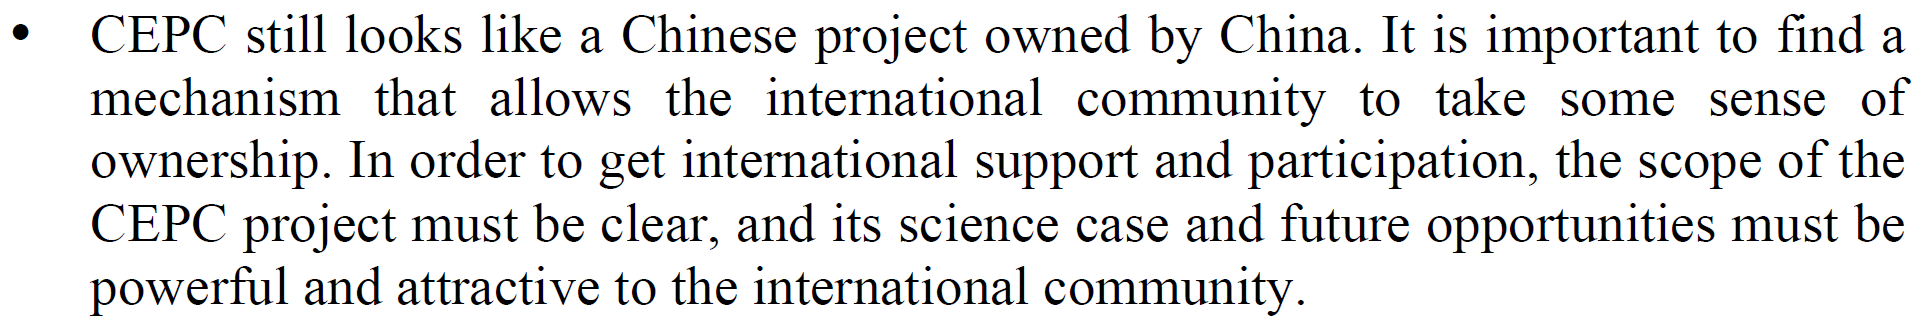 • CEPC still looks like a Chinese project owned by China. It is important to find a
mechanism that allows the international community to take some sense of
ownership. In order to get international support and participation, the scope of the
CEPC project must be clear, and its science case and future opportunities must be
powerful and attractive to the international community.